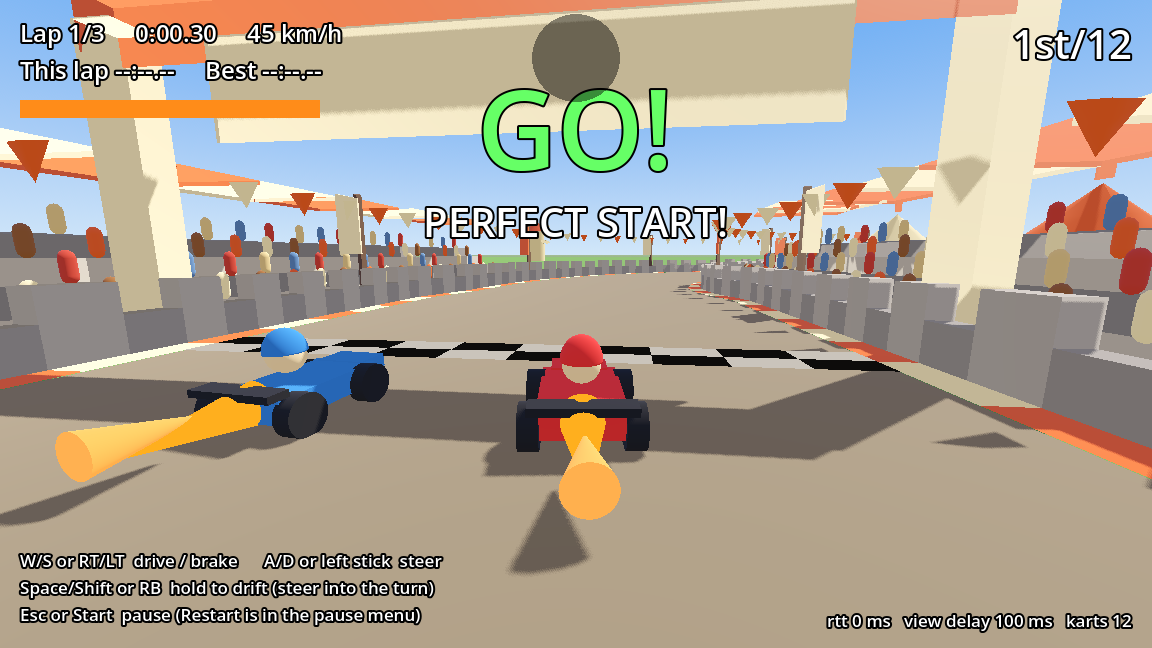 Lap 1/3 0:00.30 45 km/h
1st/12
This lap --:--.-- Best --:--.--
GO!
PERFECT START!
W/S or RT/LT drive / brake A/D or left stick steer
Space/Shift or RB hold to drift (steer into the turn)
Esc or Start pause (Restart is in the pause menu)
rtt 0 ms view delay 100 ms karts 12